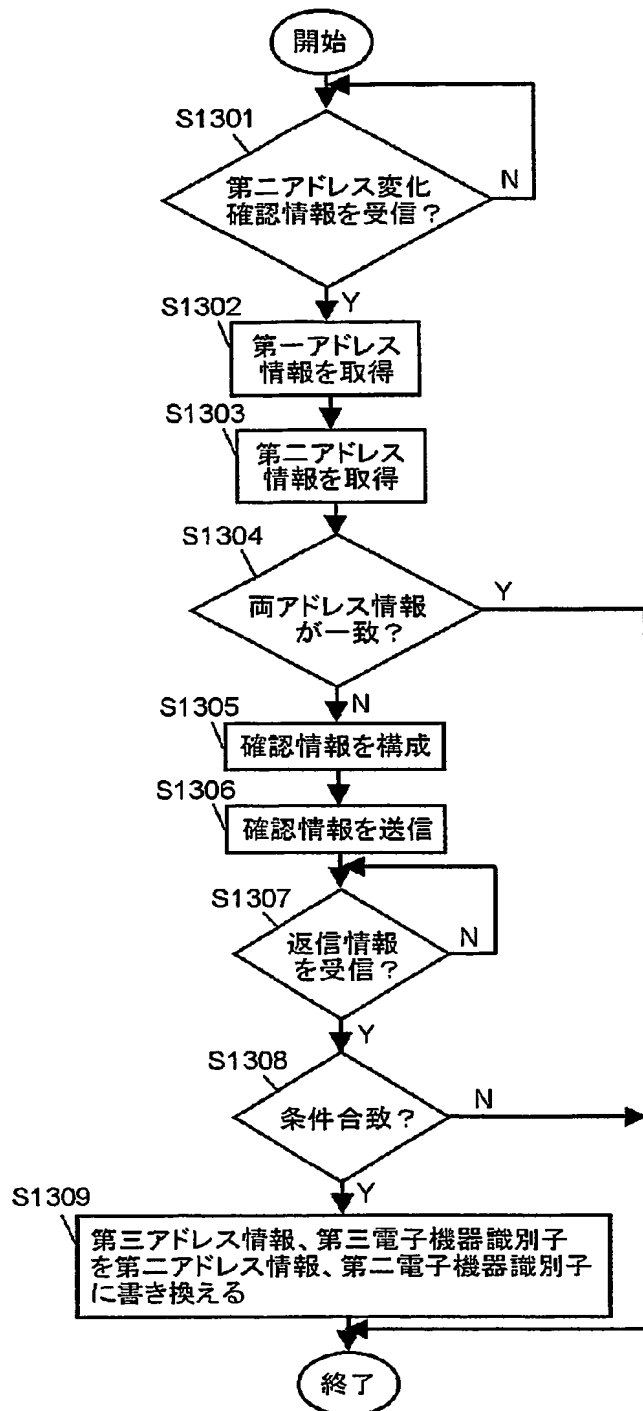 開始
S1301
第二アドレス変化
確認情報を受信？
N
Y
S1302
第一アドレス
情報を取得
S1303
第二アドレス
情報を取得
S1304
両アドレス情報
が一致？
Y
N
S1305
確認情報を構成
S1306
確認情報を送信
S1307
返信情報
を受信？
N
Y
S1308
条件合致？
N
Y
S1309
第三アドレス情報、第三電子機器識別子
を第二アドレス情報、第二電子機器識別子
に書き換える
終了